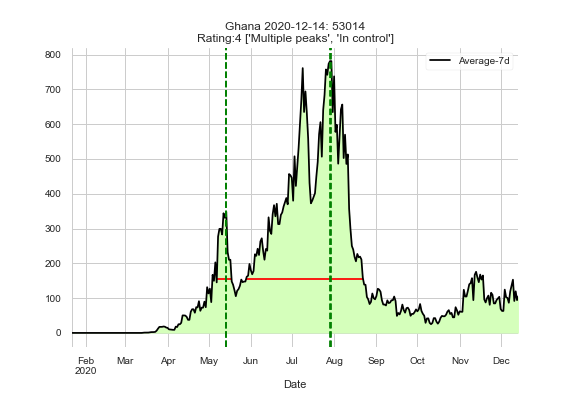 Ghana 2020-12-14: 53014
Rating:4 ['Multiple peaks', 'In control']
Average-7d
800
700
600
500
400
300
200
100
0
Feb Mar Apr May Jun Jul Aug Sep Oct Nov Dec
2020
Date